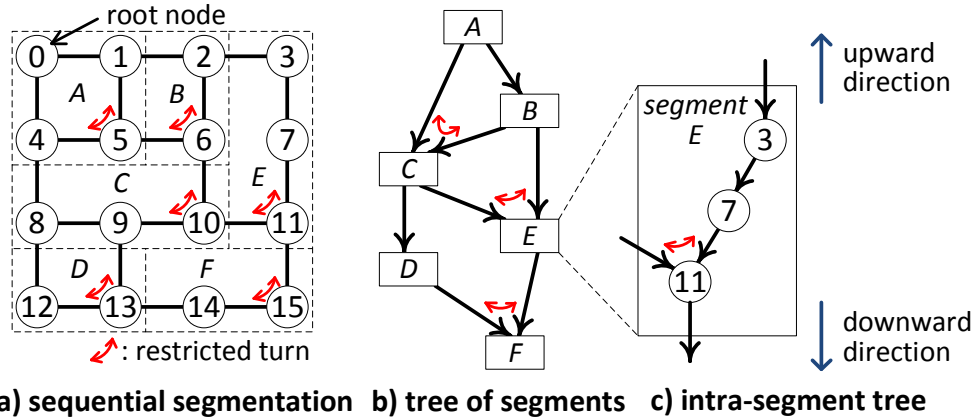 root node
0 1 2 3
A B
4 5 6 7
C E
8 9 10 11
D F
12 13 14 15
: restricted turn
a) sequential segmentation
A
B
C
E
D
F
b) tree of segments
segment
E
3
7
11
c) intra-segment tree
upward
direction
downward
direction